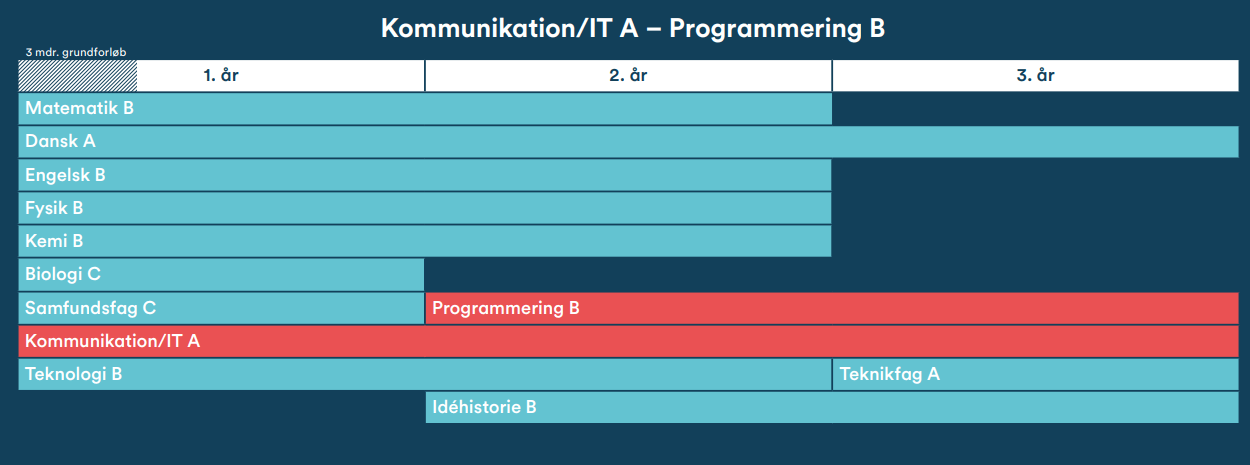 Kommunikation/IT A – Programmering B
3 mdr. grundforløb
1. år 2. år 3. år
Matematik B
Dansk A
Engelsk B
Fysik B
Kemi B
Biologi C
Samfundsfag C Programmering B
Kommunikation/IT A
Teknologi B Teknikfag A
Idéhistorie B